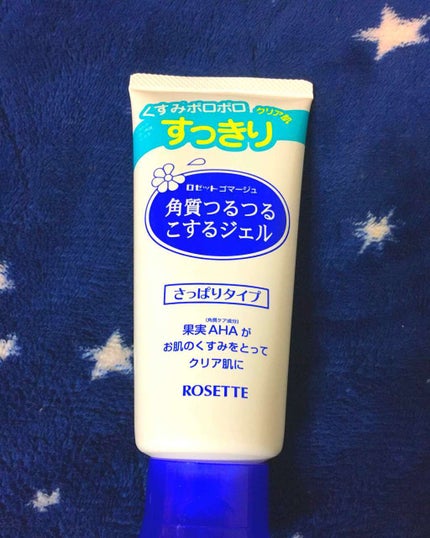 くすみポロポロ クリア肌
すっきり
ロゼットゴマージュ
角質つるつる
こするジェル
さっぱりタイプ
(角質ケア成分)
果実AHAが
お肌のくすみをとって
クリア肌に
ROSETTE